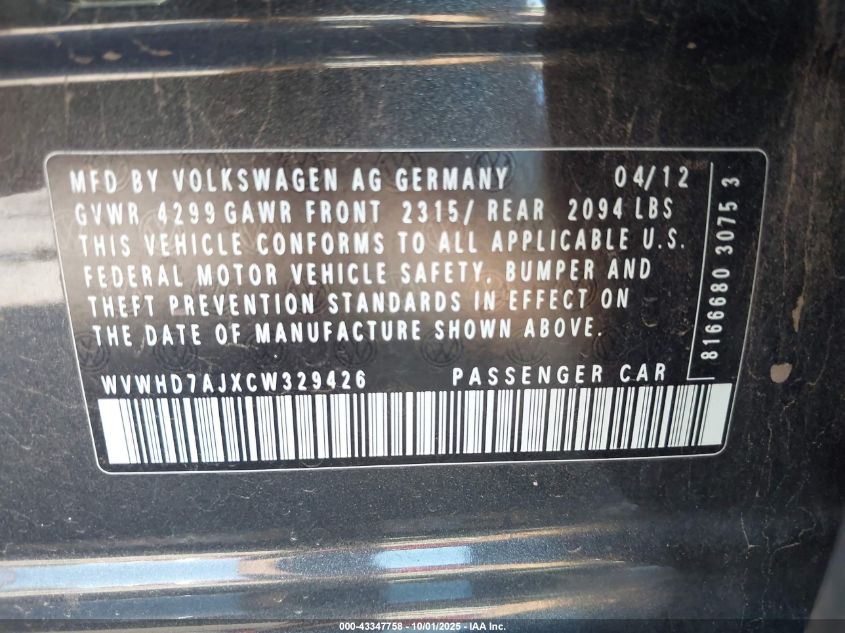 MFD BY VOLKSWAGEN AG GERMANY 04/12
GVWR 4299 GAWR FRONT 2315/ REAR 2094 LBS
THIS VEHICLE CONFORMS TO ALL APPLICABLE U.S.
FEDERAL MOTOR VEHICLE SAFETY, BUMPER AND
THEFT PREVENTION STANDARDS IN EFFECT ON
THE DATE OF MANUFACTURE SHOWN ABOVE.
WVWHD7AJXCW329426 PASSENGER CAR
8166680 3075 3
000-43347758 - 10/01/2025 - IAA Inc.